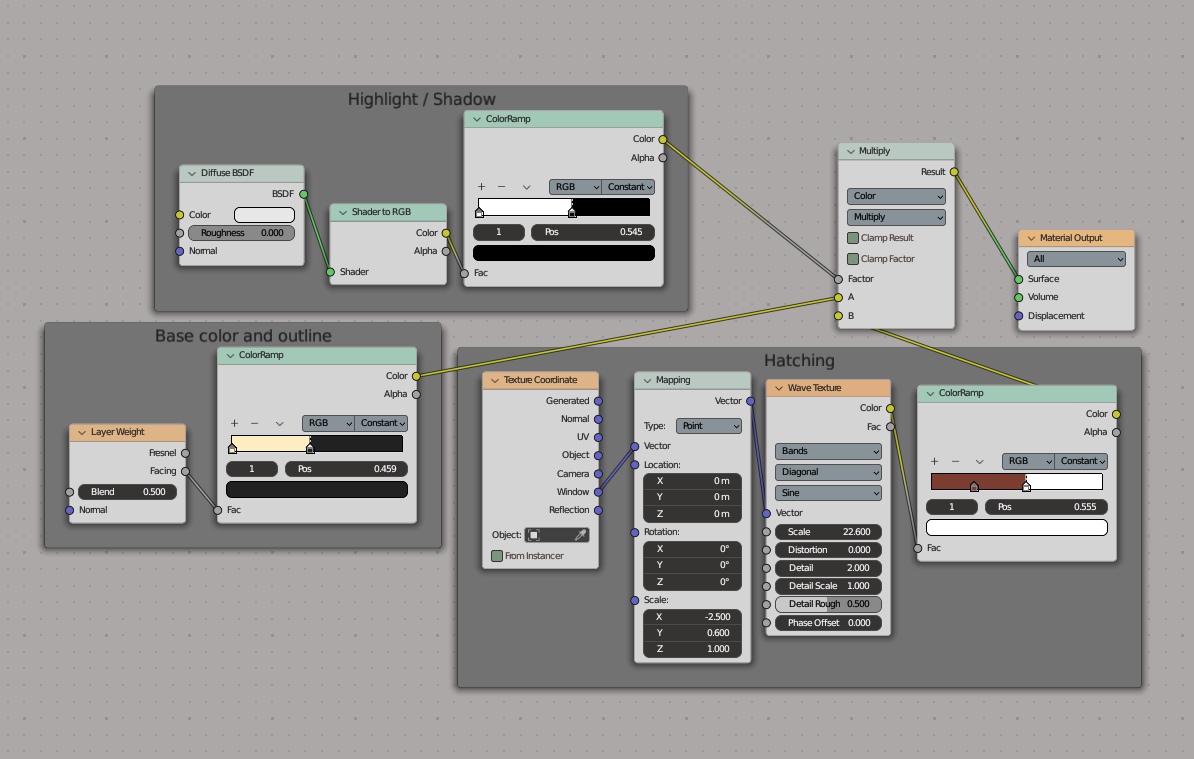 Highlight / Shadow
ColorRamp
Color
Alpha
RGB
Constant
1
Pos
0.545
Fac
Diffuse BSDF
BSDF
Color
Roughness
0.000
Normal
Shader to RGB
Color
Alpha
Shader
Multiply
Result
Color
Multiply
Clamp Result
Clamp Factor
Factor
A
B
Material Output
All
Surface
Volume
Displacement
Base color and outline
ColorRamp
Color
Alpha
RGB
Constant
1
Pos
0.459
Fac
Layer Weight
Fresnel
Facing
Blend
0.500
Normal
Hatching
Texture Coordinate
Generated
Normal
UV
Object
Camera
Window
Reflection
Object:
From Instancer
Mapping
Vector
Type:
Point
Vector
Location:
X 0 m
Y 0 m
Z 0 m
Rotation:
X 0°
Y 0°
Z 0°
Scale:
X -2.500
Y 0.600
Z 1.000
Wave Texture
Color
Fac
Bands
Diagonal
Sine
Vector
Scale 22.600
Distortion 0.000
Detail 2.000
Detail Scale 1.000
Detail Rough 0.500
Phase Offset 0.000
ColorRamp
Color
Alpha
RGB
Constant
1
Pos
0.555
Fac